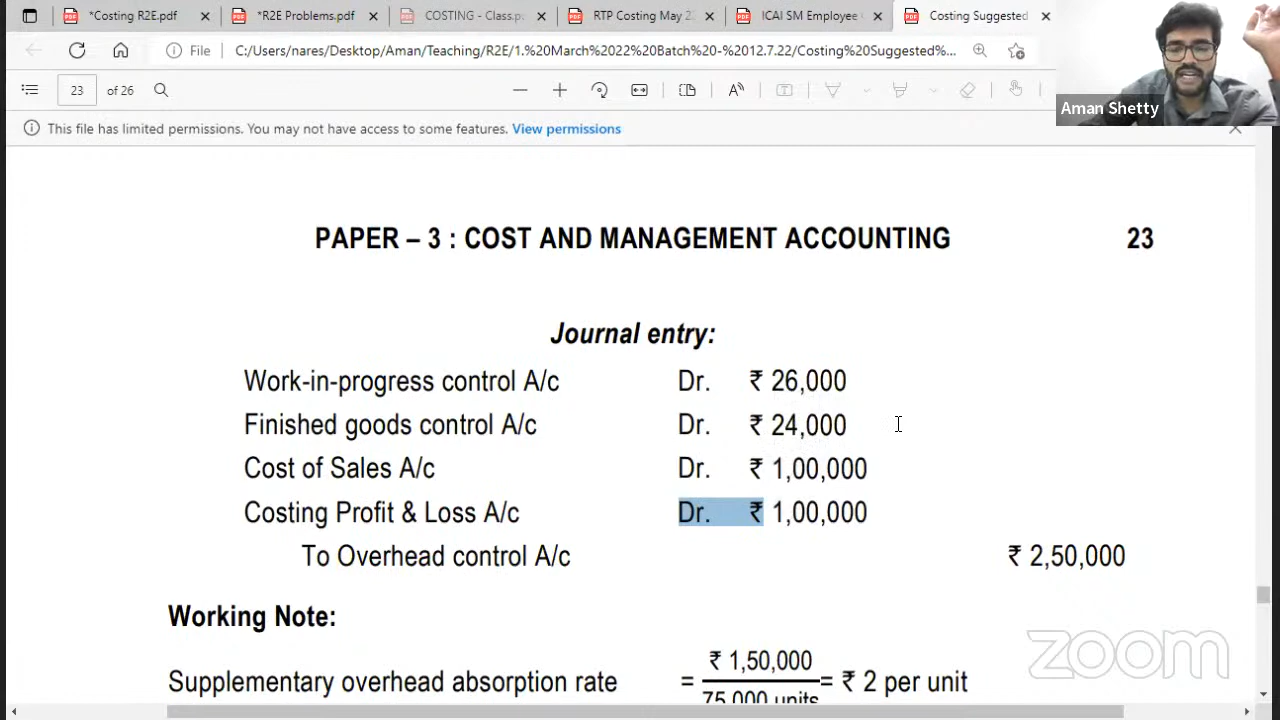 *Costing R2E.pdf
*R2E Problems.pdf
COSTING - Class.p
RTP Costing May 2
ICAI SM Employee
Costing Suggested
File
C:/Users/nares/Desktop/Aman/Teaching/R2E/1.%20March%2022%20Batch%20-%2012.7.22/Costing%20Suggested%...
23 of 26
Aman Shetty
This file has limited permissions. You may not have access to some features. View permissions
PAPER – 3 : COST AND MANAGEMENT ACCOUNTING 23
Journal entry:
Work-in-progress control A/c Dr. ₹ 26,000
Finished goods control A/c Dr. ₹ 24,000
Cost of Sales A/c Dr. ₹ 1,00,000
Costing Profit & Loss A/c Dr. ₹ 1,00,000
To Overhead control A/c ₹ 2,50,000
Working Note:
₹ 1,50,000
Supplementary overhead absorption rate = = ₹ 2 per unit
75,000 units
zoom